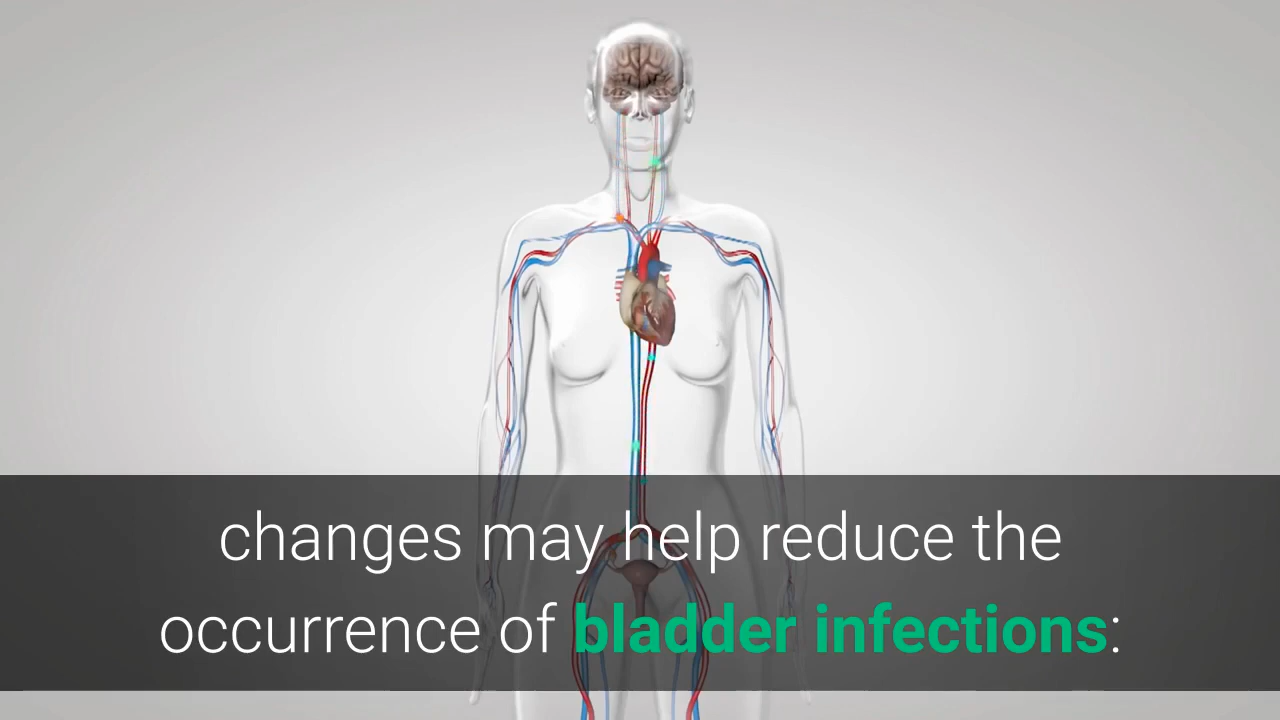 changes may help reduce the
occurrence of bladder infections: